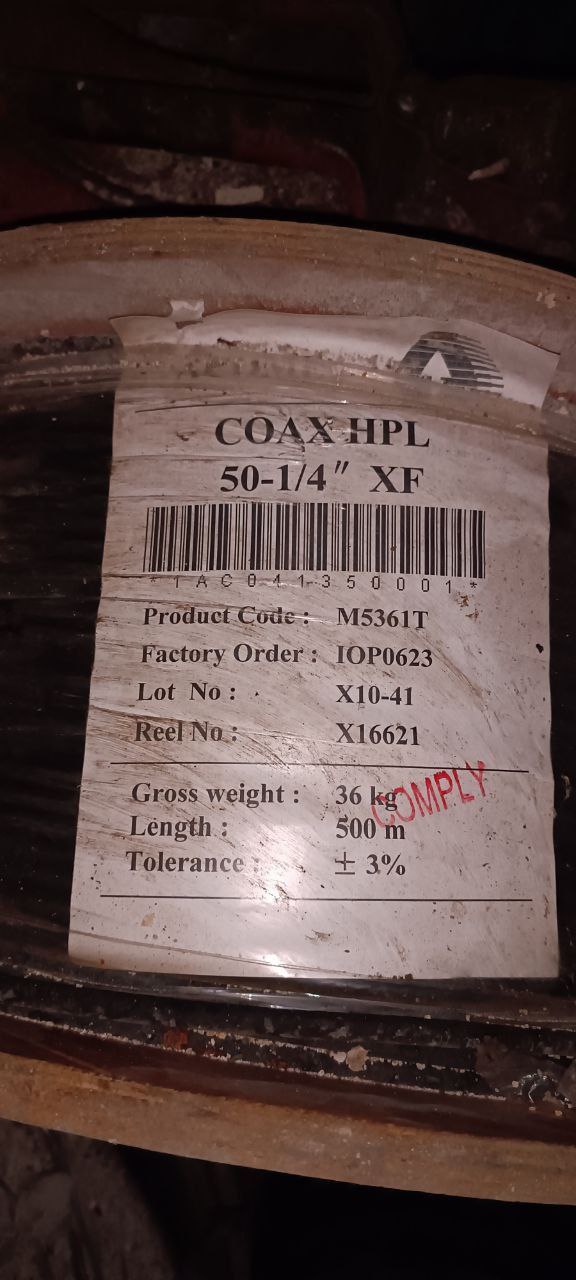 COAX HPL
50-1/4" XF
*1AC041350001*
Product Code : M5361T
Factory Order : IOP0623
Lot No : X10-41
Reel No : X16621
Gross weight : 36 kg
COMPLY
Length : 500 m
Tolerance : ± 3%